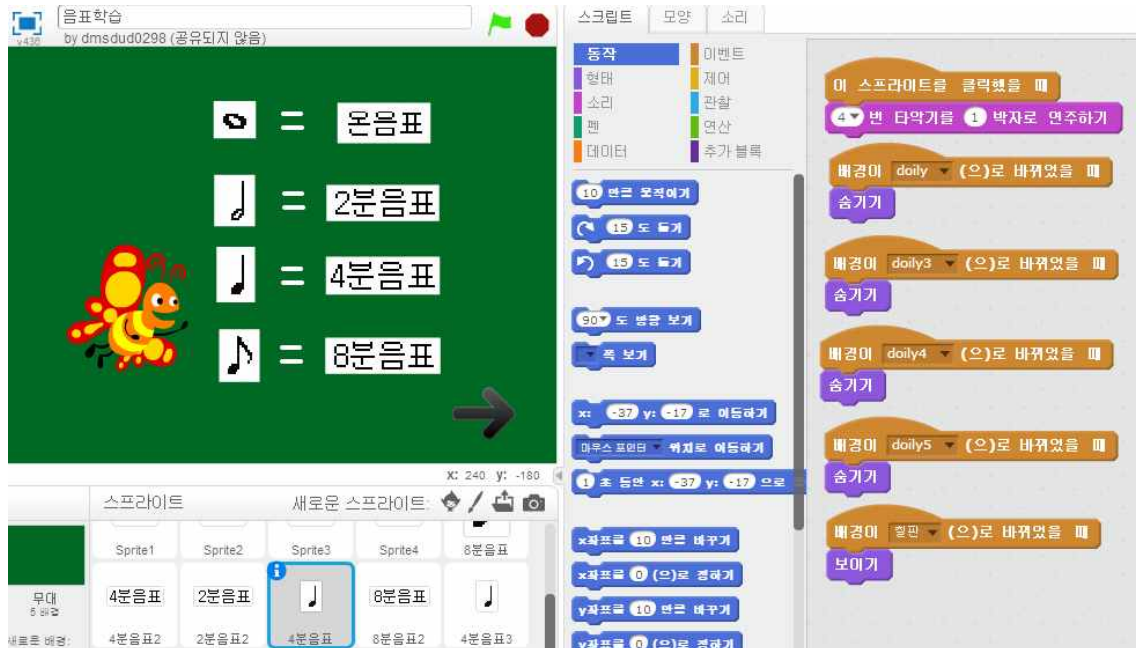 음표학습
v436
by dmsdud0298 (공유되지 않음)
= 온음표
= 2분음표
= 4분음표
= 8분음표
X: 240 y: -180
스프라이트
새로운 스프라이트:
Sprite1
Sprite2
Sprite3
Sprite4
8분음표
무대
5 배경
새로운 배경:
4분음표
2분음표
8분음표
4분음표2
2분음표2
4분음표
8분음표2
4분음표3
스크립트
모양
소리
동작
이벤트
형태
제어
소리
관찰
펜
연산
데이터
추가 블록
10 만큼 움직이기
15 도 돌기
15 도 돌기
90 도 방향 보기
쪽 보기
x: -37 y: -17 로 이동하기
마우스 포인터 위치로 이동하기
1 초 동안 x: -37 y: -17 으로
x좌표를 10 만큼 바꾸기
x좌표를 0 (으)로 정하기
y좌표를 10 만큼 바꾸기
y좌표를 0 (으)로 정하기
이 스프라이트를 클릭했을 때
4 번 타악기를 1 박자로 연주하기
배경이 doily (으)로 바뀌었을 때
숨기기
배경이 doily3 (으)로 바뀌었을 때
숨기기
배경이 doily4 (으)로 바뀌었을 때
숨기기
배경이 doily5 (으)로 바뀌었을 때
숨기기
배경이 칠판 (으)로 바뀌었을 때
보이기